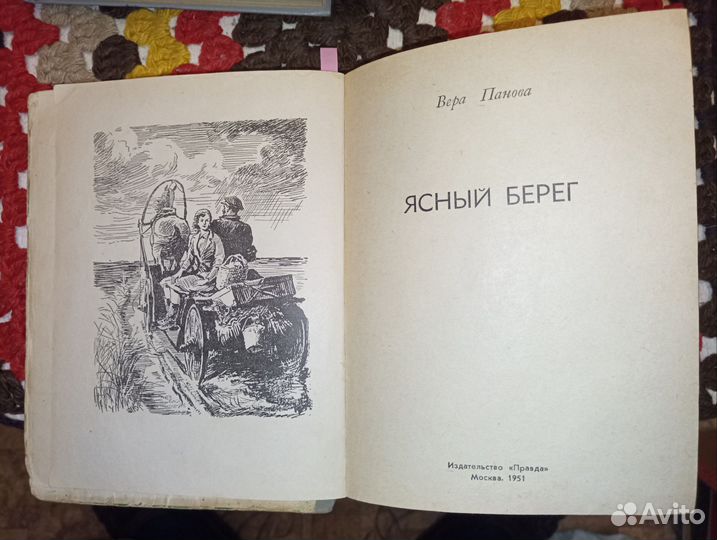 Вера Панова
ЯСНЫЙ БЕРЕГ
Издательство «Правда»
Москва. 1951
Avito